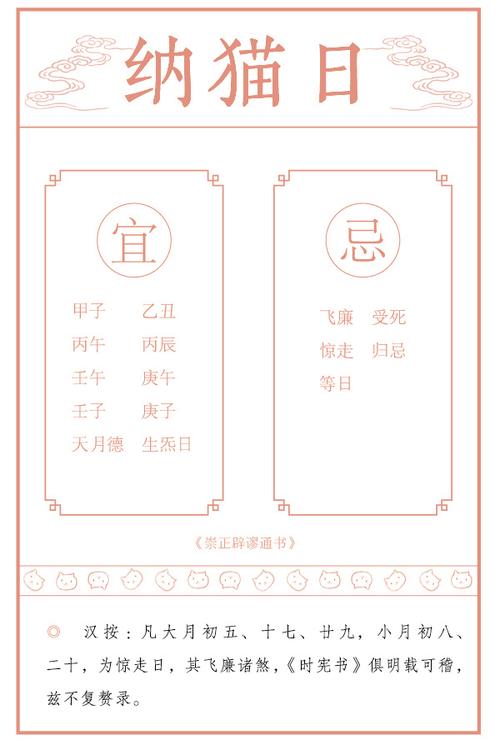 纳猫日
宜
甲子 乙丑
丙午 丙辰
壬午 庚午
壬子 庚子
天月德 生炁日
忌
飞廉 受死
惊走 归忌
等日
《崇正辟谬通书》
◎ 汉按：凡大月初五、十七、廿九，小月初八、
二十，为惊走日，其飞廉诸煞，《时宪书》俱明载可稽，
兹不复赘录。